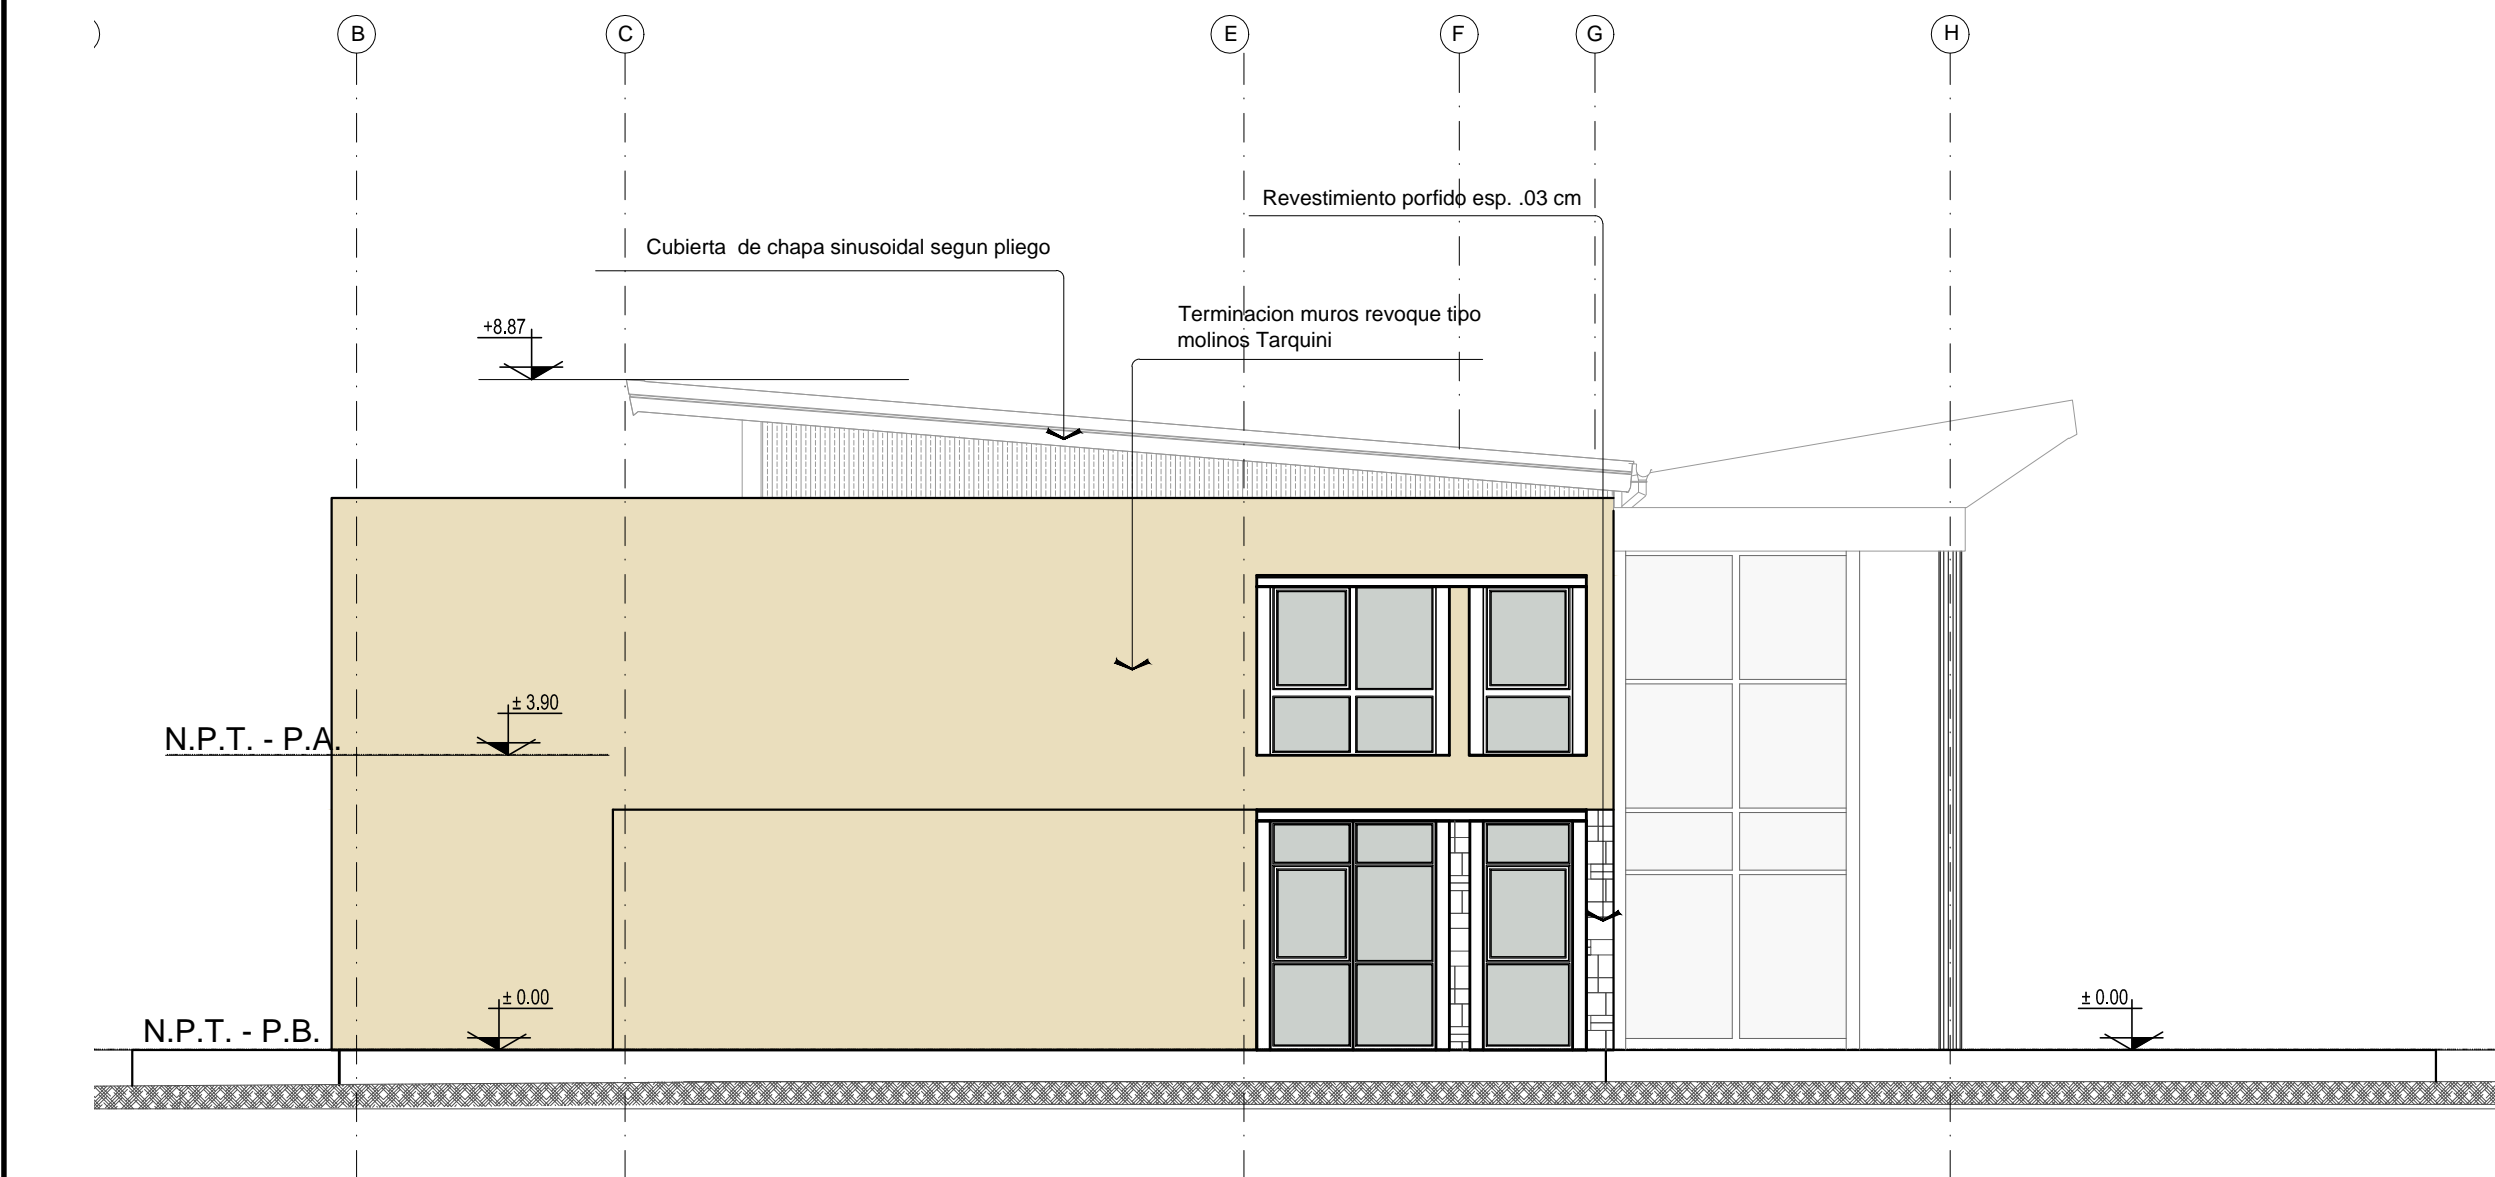 B
C
E
F
G
H
Revestimiento porfido esp. .03 cm
Cubierta de chapa sinusoidal segun pliego
Terminacion muros revoque tipo
molinos Tarquini
+8.87
± 3.90
N.P.T. - P.A.
± 0.00
± 0.00
N.P.T. - P.B.